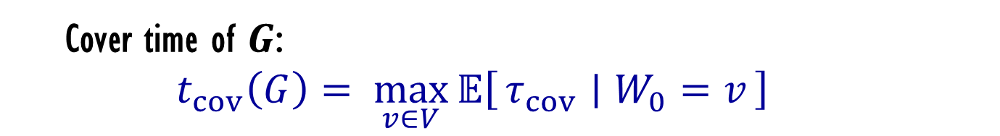 Cover time of G:
t_cov(G) = max_{v∈V} 𝔼[ τ_cov | W_0 = v ]